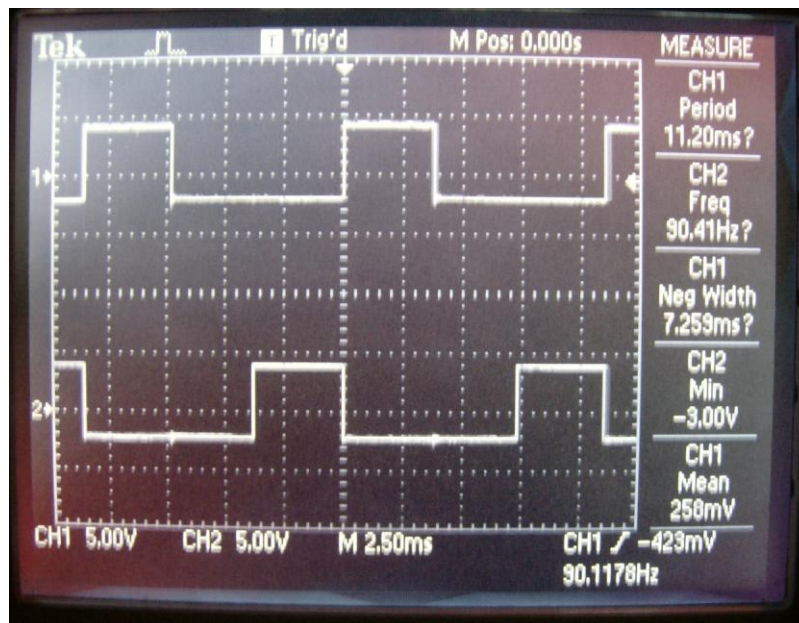 Tek T Trig'd M Pos: 0.000s MEASURE
CH1
Period
11.20ms?
CH2
Freq
90.41Hz?
CH1
Neg Width
7.259ms?
CH2
Min
-3.00V
CH1
Mean
258mV
1
2
CH1 5.00V CH2 5.00V M 2.50ms CH1 -423mV
90.1178Hz